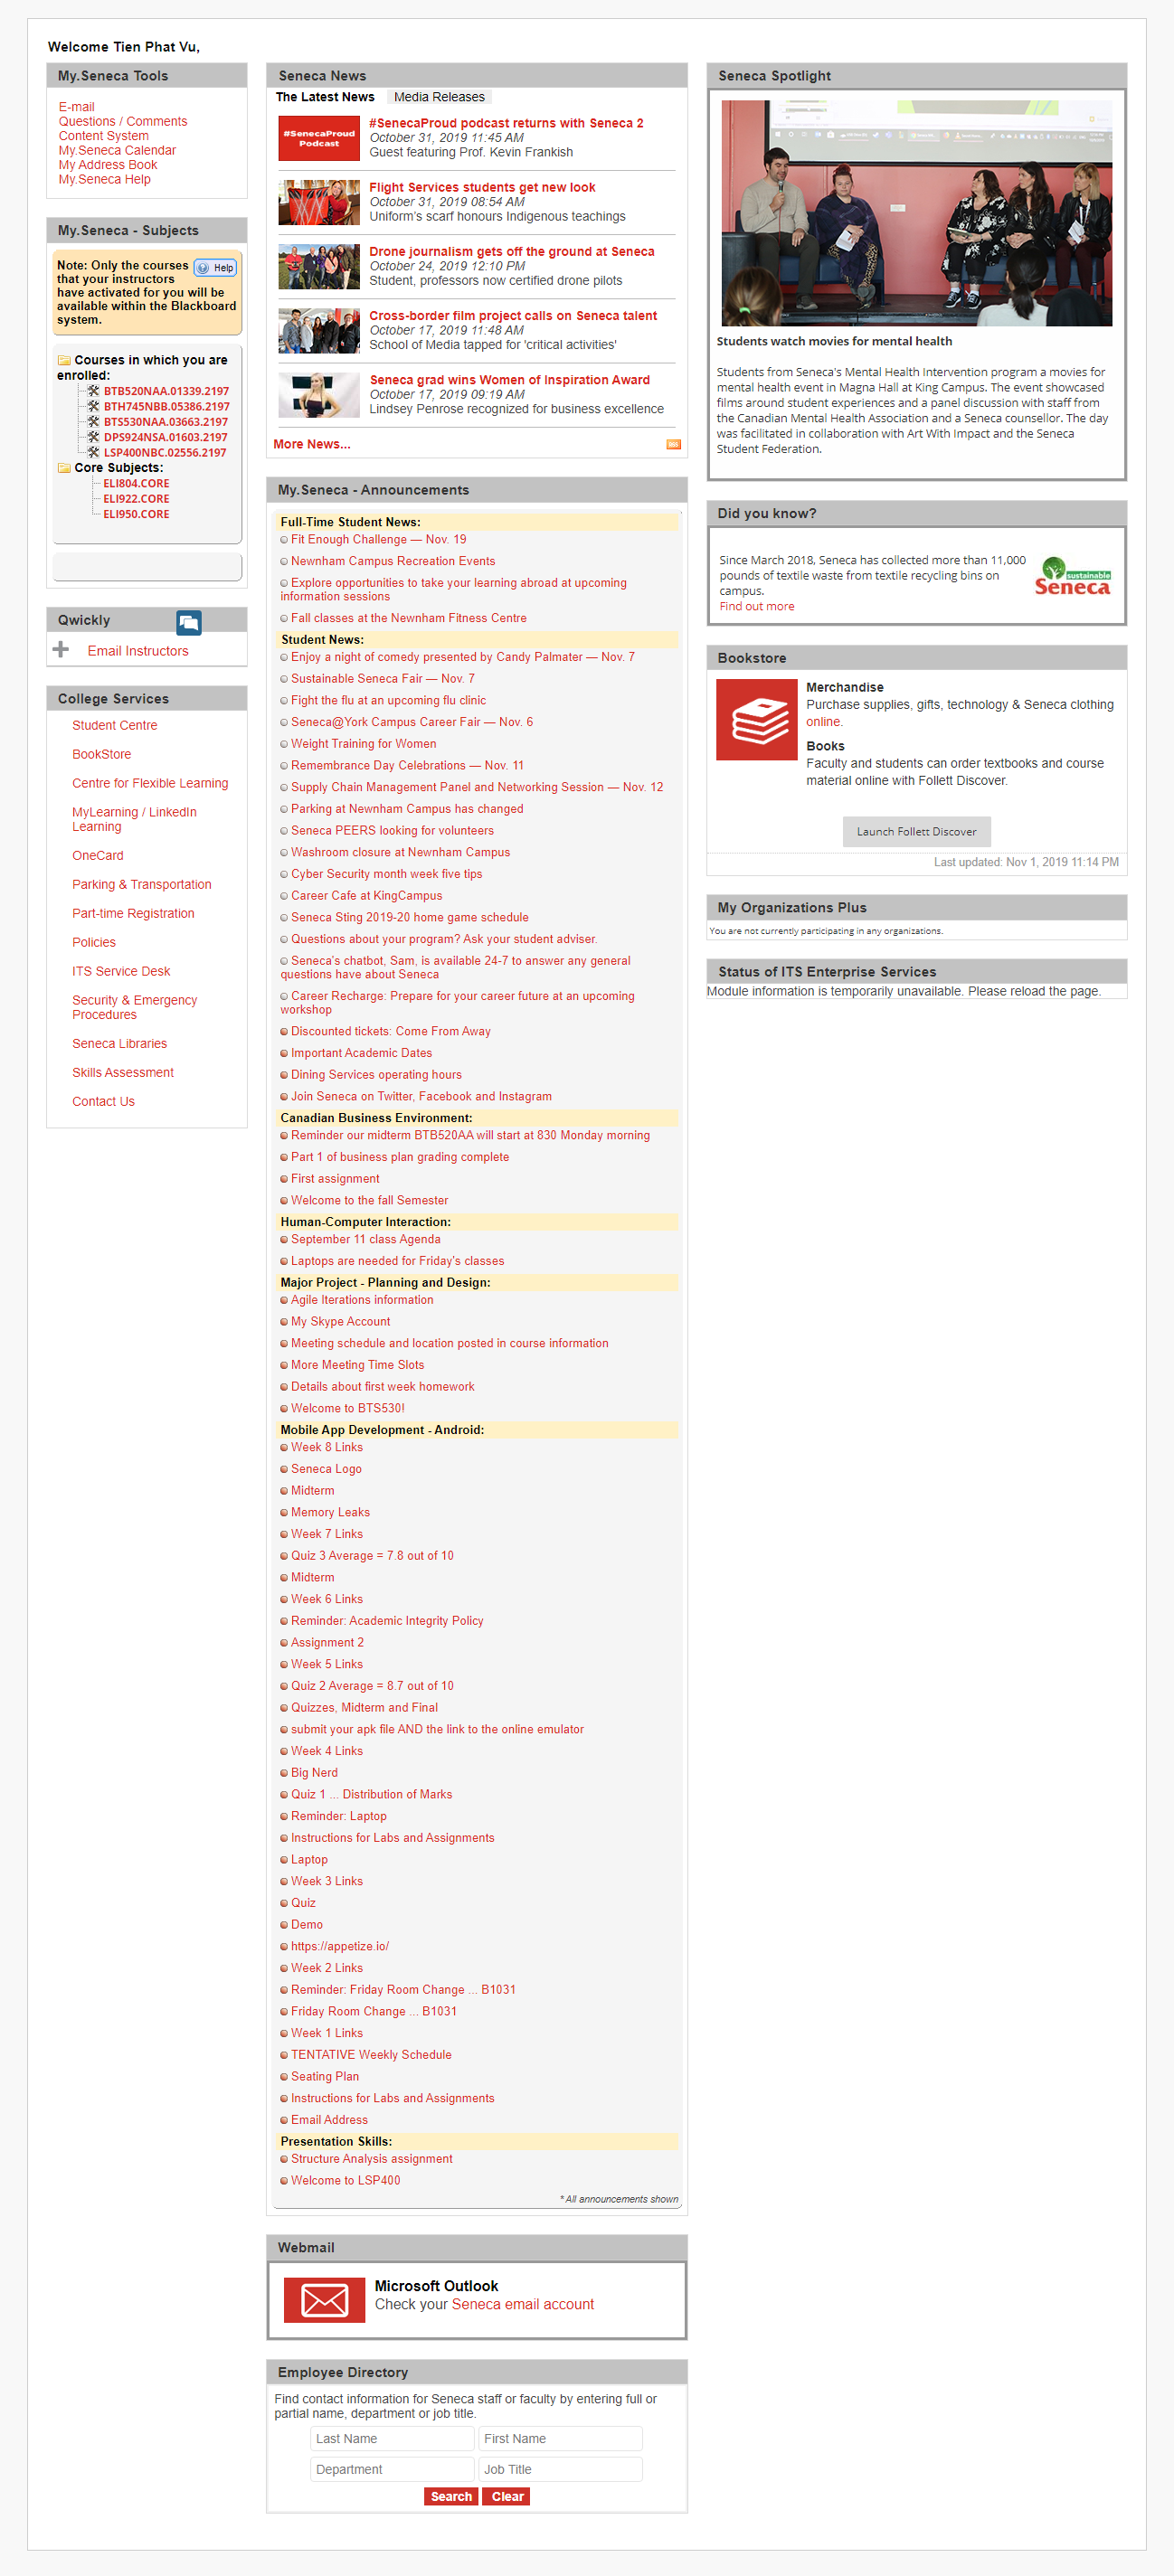 Welcome Tien Phat Vu,
My.Seneca Tools
E-mail
Questions / Comments
Content System
My.Seneca Calendar
My Address Book
My.Seneca Help
My.Seneca - Subjects
Note: Only the courses
Help
that your instructors
have activated for you will be
available within the Blackboard
system.
Courses in which you are
enrolled:
BTB520NAA.01339.2197
BTH745NBB.05386.2197
BTS530NAA.03663.2197
DPS924NSA.01603.2197
LSP400NBC.02556.2197
Core Subjects:
ELI804.CORE
ELI922.CORE
ELI950.CORE
Qwickly
Email Instructors
College Services
Student Centre
BookStore
Centre for Flexible Learning
MyLearning / LinkedIn
Learning
OneCard
Parking & Transportation
Part-time Registration
Policies
ITS Service Desk
Security & Emergency
Procedures
Seneca Libraries
Skills Assessment
Contact Us
Seneca News
The Latest News Media Releases
#SenecaProud
Podcast
#SenecaProud podcast returns with Seneca 2
October 31, 2019 11:45 AM
Guest featuring Prof. Kevin Frankish
Flight Services students get new look
October 31, 2019 08:54 AM
Uniform's scarf honours Indigenous teachings
Drone journalism gets off the ground at Seneca
October 24, 2019 12:10 PM
Student, professors now certified drone pilots
Cross-border film project calls on Seneca talent
October 17, 2019 11:48 AM
School of Media tapped for 'critical activities'
Seneca grad wins Women of Inspiration Award
October 17, 2019 09:19 AM
Lindsey Penrose recognized for business excellence
More News...
RSS
My.Seneca - Announcements
Full-Time Student News:
Fit Enough Challenge — Nov. 19
Newnham Campus Recreation Events
Explore opportunities to take your learning abroad at upcoming
information sessions
Fall classes at the Newnham Fitness Centre
Student News:
Enjoy a night of comedy presented by Candy Palmater — Nov. 7
Sustainable Seneca Fair — Nov. 7
Fight the flu at an upcoming flu clinic
Seneca@York Campus Career Fair — Nov. 6
Weight Training for Women
Remembrance Day Celebrations — Nov. 11
Supply Chain Management Panel and Networking Session — Nov. 12
Parking at Newnham Campus has changed
Seneca PEERS looking for volunteers
Washroom closure at Newnham Campus
Cyber Security month week five tips
Career Cafe at KingCampus
Seneca Sting 2019-20 home game schedule
Questions about your program? Ask your student adviser.
Seneca's chatbot, Sam, is available 24-7 to answer any general
questions have about Seneca
Career Recharge: Prepare for your career future at an upcoming
workshop
Discounted tickets: Come From Away
Important Academic Dates
Dining Services operating hours
Join Seneca on Twitter, Facebook and Instagram
Canadian Business Environment:
Reminder our midterm BTB520AA will start at 830 Monday morning
Part 1 of business plan grading complete
First assignment
Welcome to the fall Semester
Human-Computer Interaction:
September 11 class Agenda
Laptops are needed for Friday's classes
Major Project - Planning and Design:
Agile Iterations information
My Skype Account
Meeting schedule and location posted in course information
More Meeting Time Slots
Details about first week homework
Welcome to BTS530!
Mobile App Development - Android:
Week 8 Links
Seneca Logo
Midterm
Memory Leaks
Week 7 Links
Quiz 3 Average = 7.8 out of 10
Midterm
Week 6 Links
Reminder: Academic Integrity Policy
Assignment 2
Week 5 Links
Quiz 2 Average = 8.7 out of 10
Quizzes, Midterm and Final
submit your apk file AND the link to the online emulator
Week 4 Links
Big Nerd
Quiz 1 ... Distribution of Marks
Reminder: Laptop
Instructions for Labs and Assignments
Laptop
Week 3 Links
Quiz
Demo
https://appetize.io/
Week 2 Links
Reminder: Friday Room Change ... B1031
Friday Room Change ... B1031
Week 1 Links
TENTATIVE Weekly Schedule
Seating Plan
Instructions for Labs and Assignments
Email Address
Presentation Skills:
Structure Analysis assignment
Welcome to LSP400
* All announcements shown
Webmail
Microsoft Outlook
Check your Seneca email account
Employee Directory
Find contact information for Seneca staff or faculty by entering full or
partial name, department or job title.
Last Name First Name
Department Job Title
Search Clear
Seneca Spotlight
Students watch movies for mental health
Students from Seneca's Mental Health Intervention program a movies for
mental health event in Magna Hall at King Campus. The event showcased
films around student experiences and a panel discussion with staff from
the Canadian Mental Health Association and a Seneca counsellor. The day
was facilitated in collaboration with Art With Impact and the Seneca
Student Federation.
Did you know?
Since March 2018, Seneca has collected more than 11,000
pounds of textile waste from textile recycling bins on
campus.
Find out more
sustainable
Seneca
Bookstore
Merchandise
Purchase supplies, gifts, technology & Seneca clothing
online.
Books
Faculty and students can order textbooks and course
material online with Follett Discover.
Launch Follett Discover
Last updated: Nov 1, 2019 11:14 PM
My Organizations Plus
You are not currently participating in any organizations.
Status of ITS Enterprise Services
Module information is temporarily unavailable. Please reload the page.